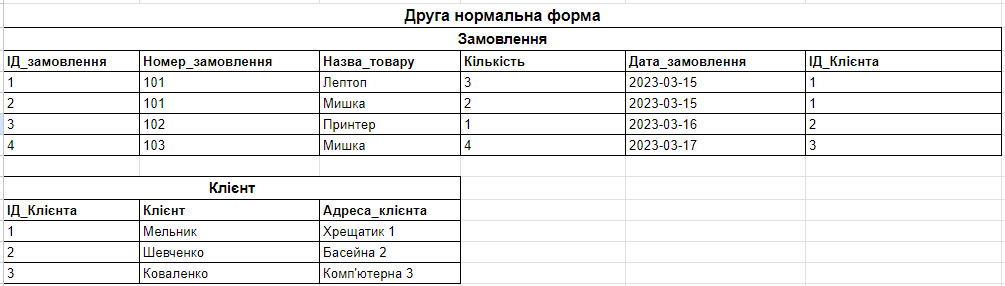 Друга нормальна форма
Замовлення
ІД_замовлення Номер_замовлення Назва_товару Кількість Дата_замовлення ІД_Клієнта
1 101 Лептоп 3 2023-03-15 1
2 101 Мишка 2 2023-03-15 1
3 102 Принтер 1 2023-03-16 2
4 103 Мишка 4 2023-03-17 3
Клієнт
ІД_Клієнта Клієнт Адреса_клієнта
1 Мельник Хрещатик 1
2 Шевченко Басейна 2
3 Коваленко Комп'ютерна 3